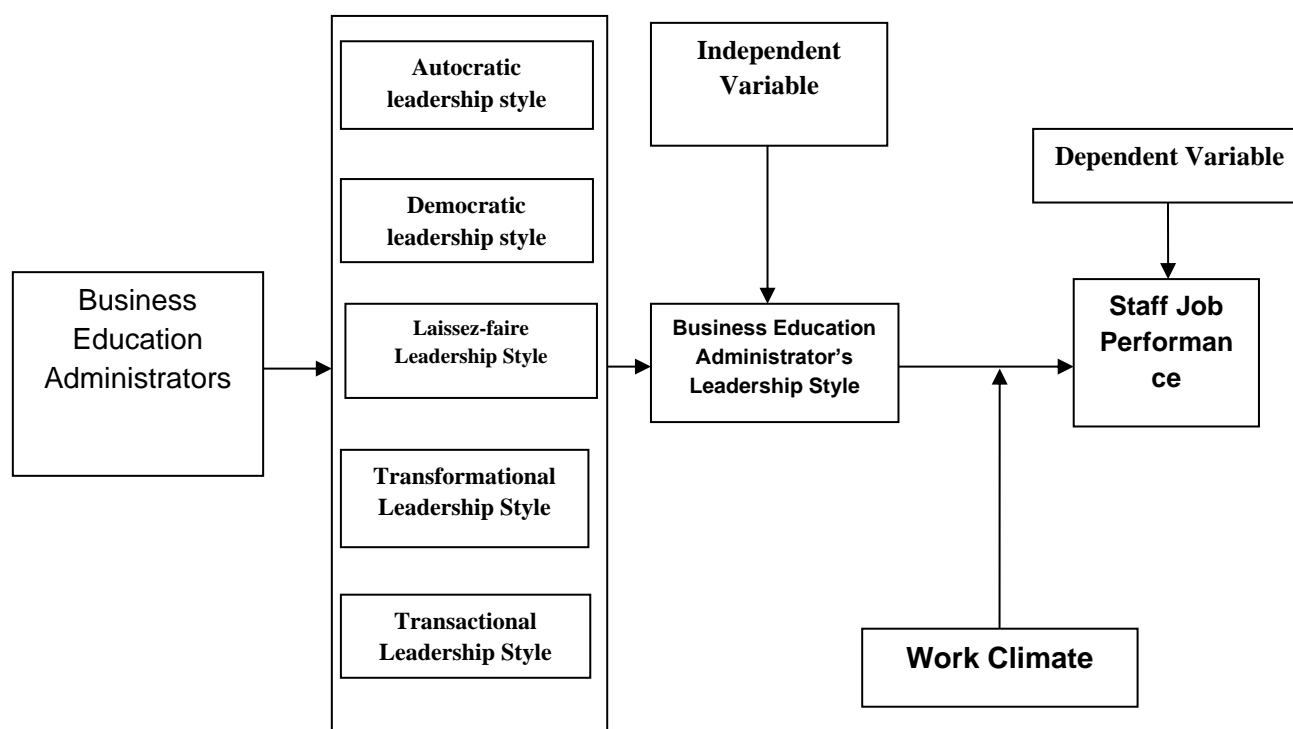 Business
Education
Administrators
Autocratic
leadership style
Democratic
leadership style
Laissez-faire
Leadership Style
Transformational
Leadership Style
Transactional
Leadership Style
Independent
Variable
Business Education
Administrator’s
Leadership Style
Dependent Variable
Staff Job
Performan
ce
Work Climate